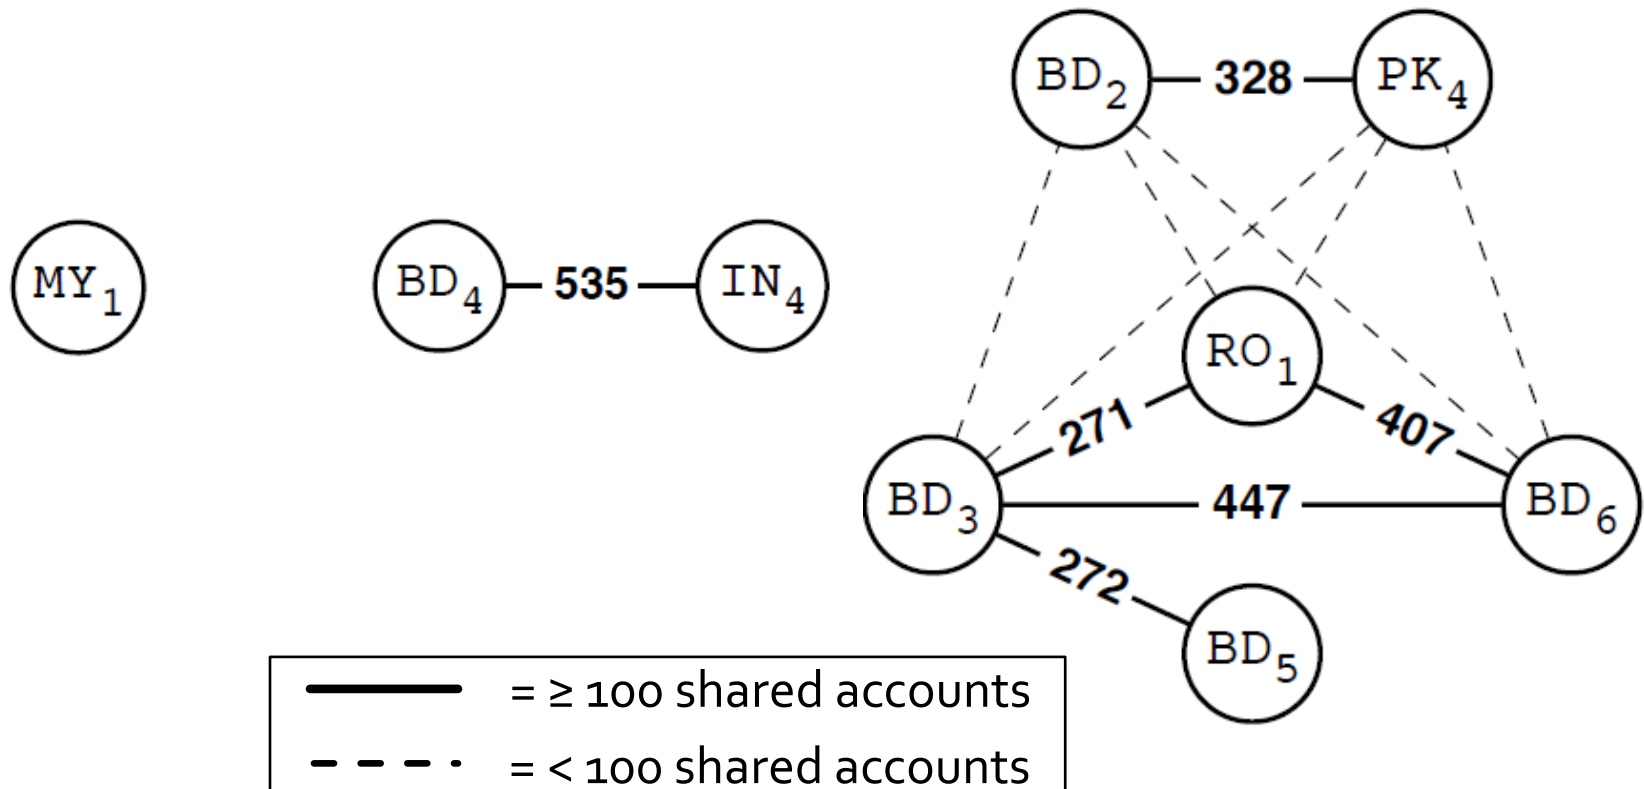 BD2 328 PK4
MY1 BD4 535 IN4
RO1
271 407
BD3 447 BD6
272
BD5
= ≥ 100 shared accounts
= < 100 shared accounts